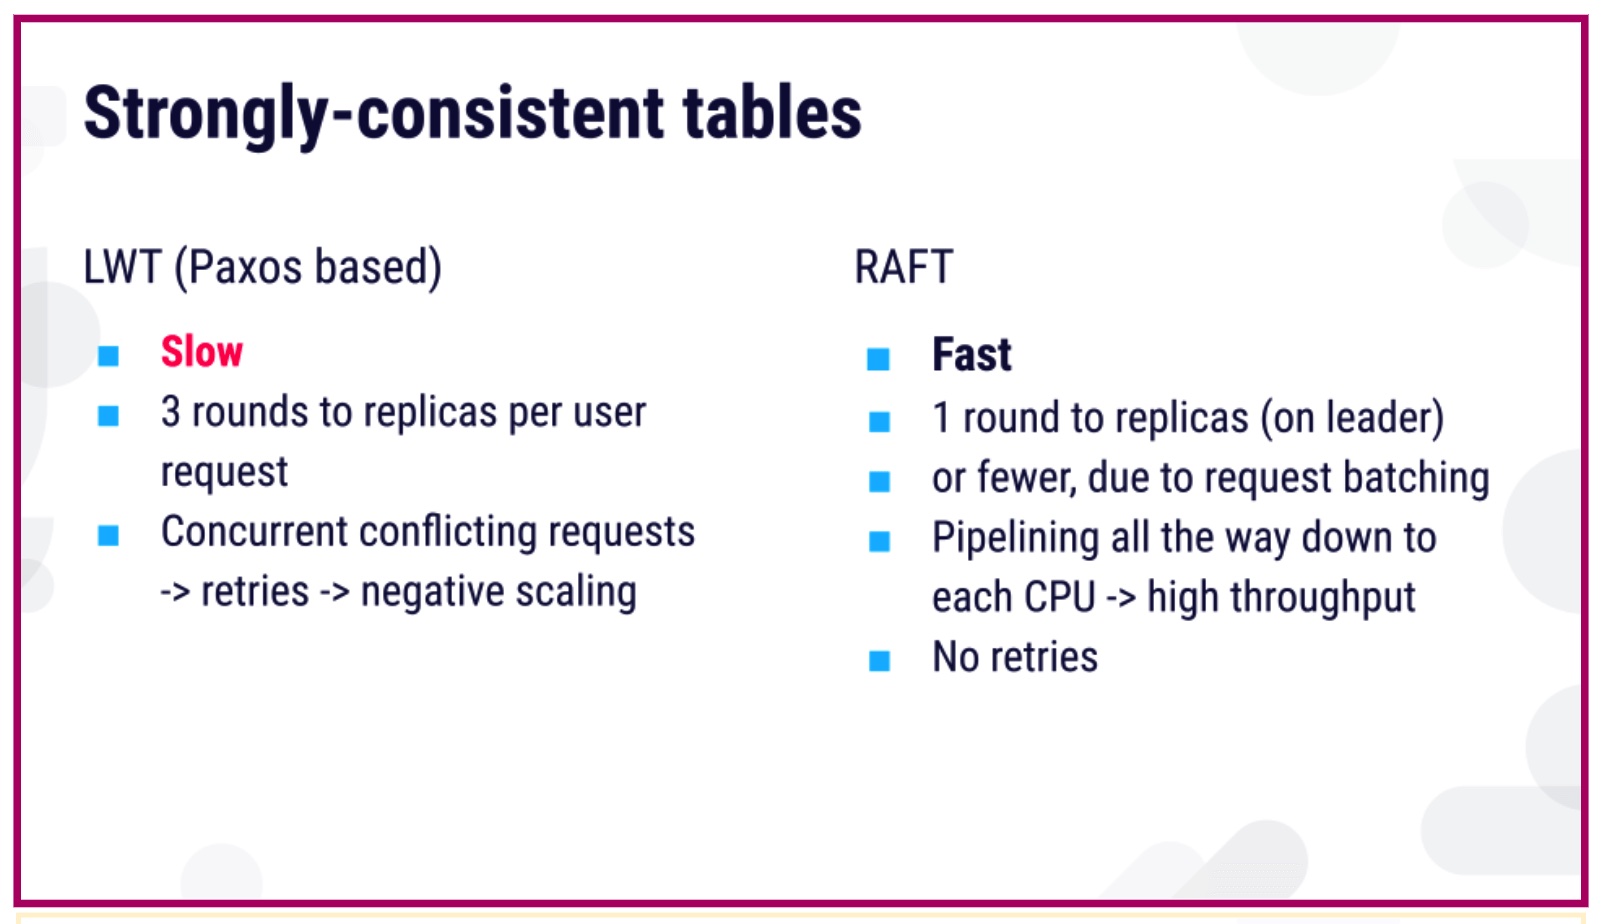 Strongly-consistent tables
LWT (Paxos based)
Slow
3 rounds to replicas per user
request
Concurrent conflicting requests
-> retries -> negative scaling
RAFT
Fast
1 round to replicas (on leader)
or fewer, due to request batching
Pipelining all the way down to
each CPU -> high throughput
No retries